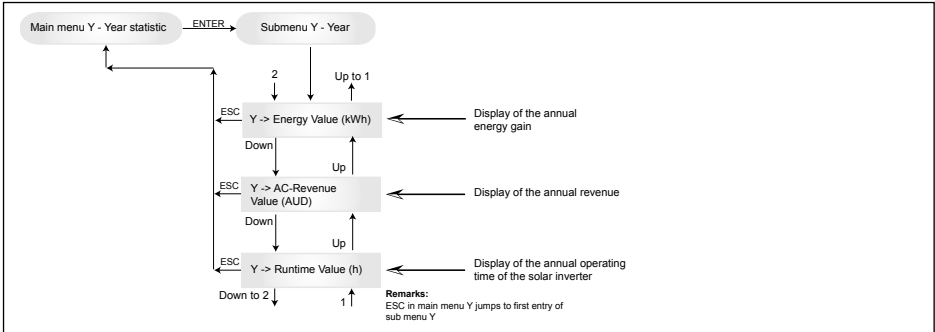 Main menu Y - Year statistic
ENTER
Submenu Y - Year
2
Up to 1
ESC
Y -> Energy Value (kWh)
Display of the annual
energy gain
Down
Up
ESC
Y -> AC-Revenue
Value (AUD)
Display of the annual revenue
Down
Up
ESC
Y -> Runtime Value (h)
Display of the annual operating
time of the solar inverter
Down to 2
1
Remarks:
ESC in main menu Y jumps to first entry of
sub menu Y